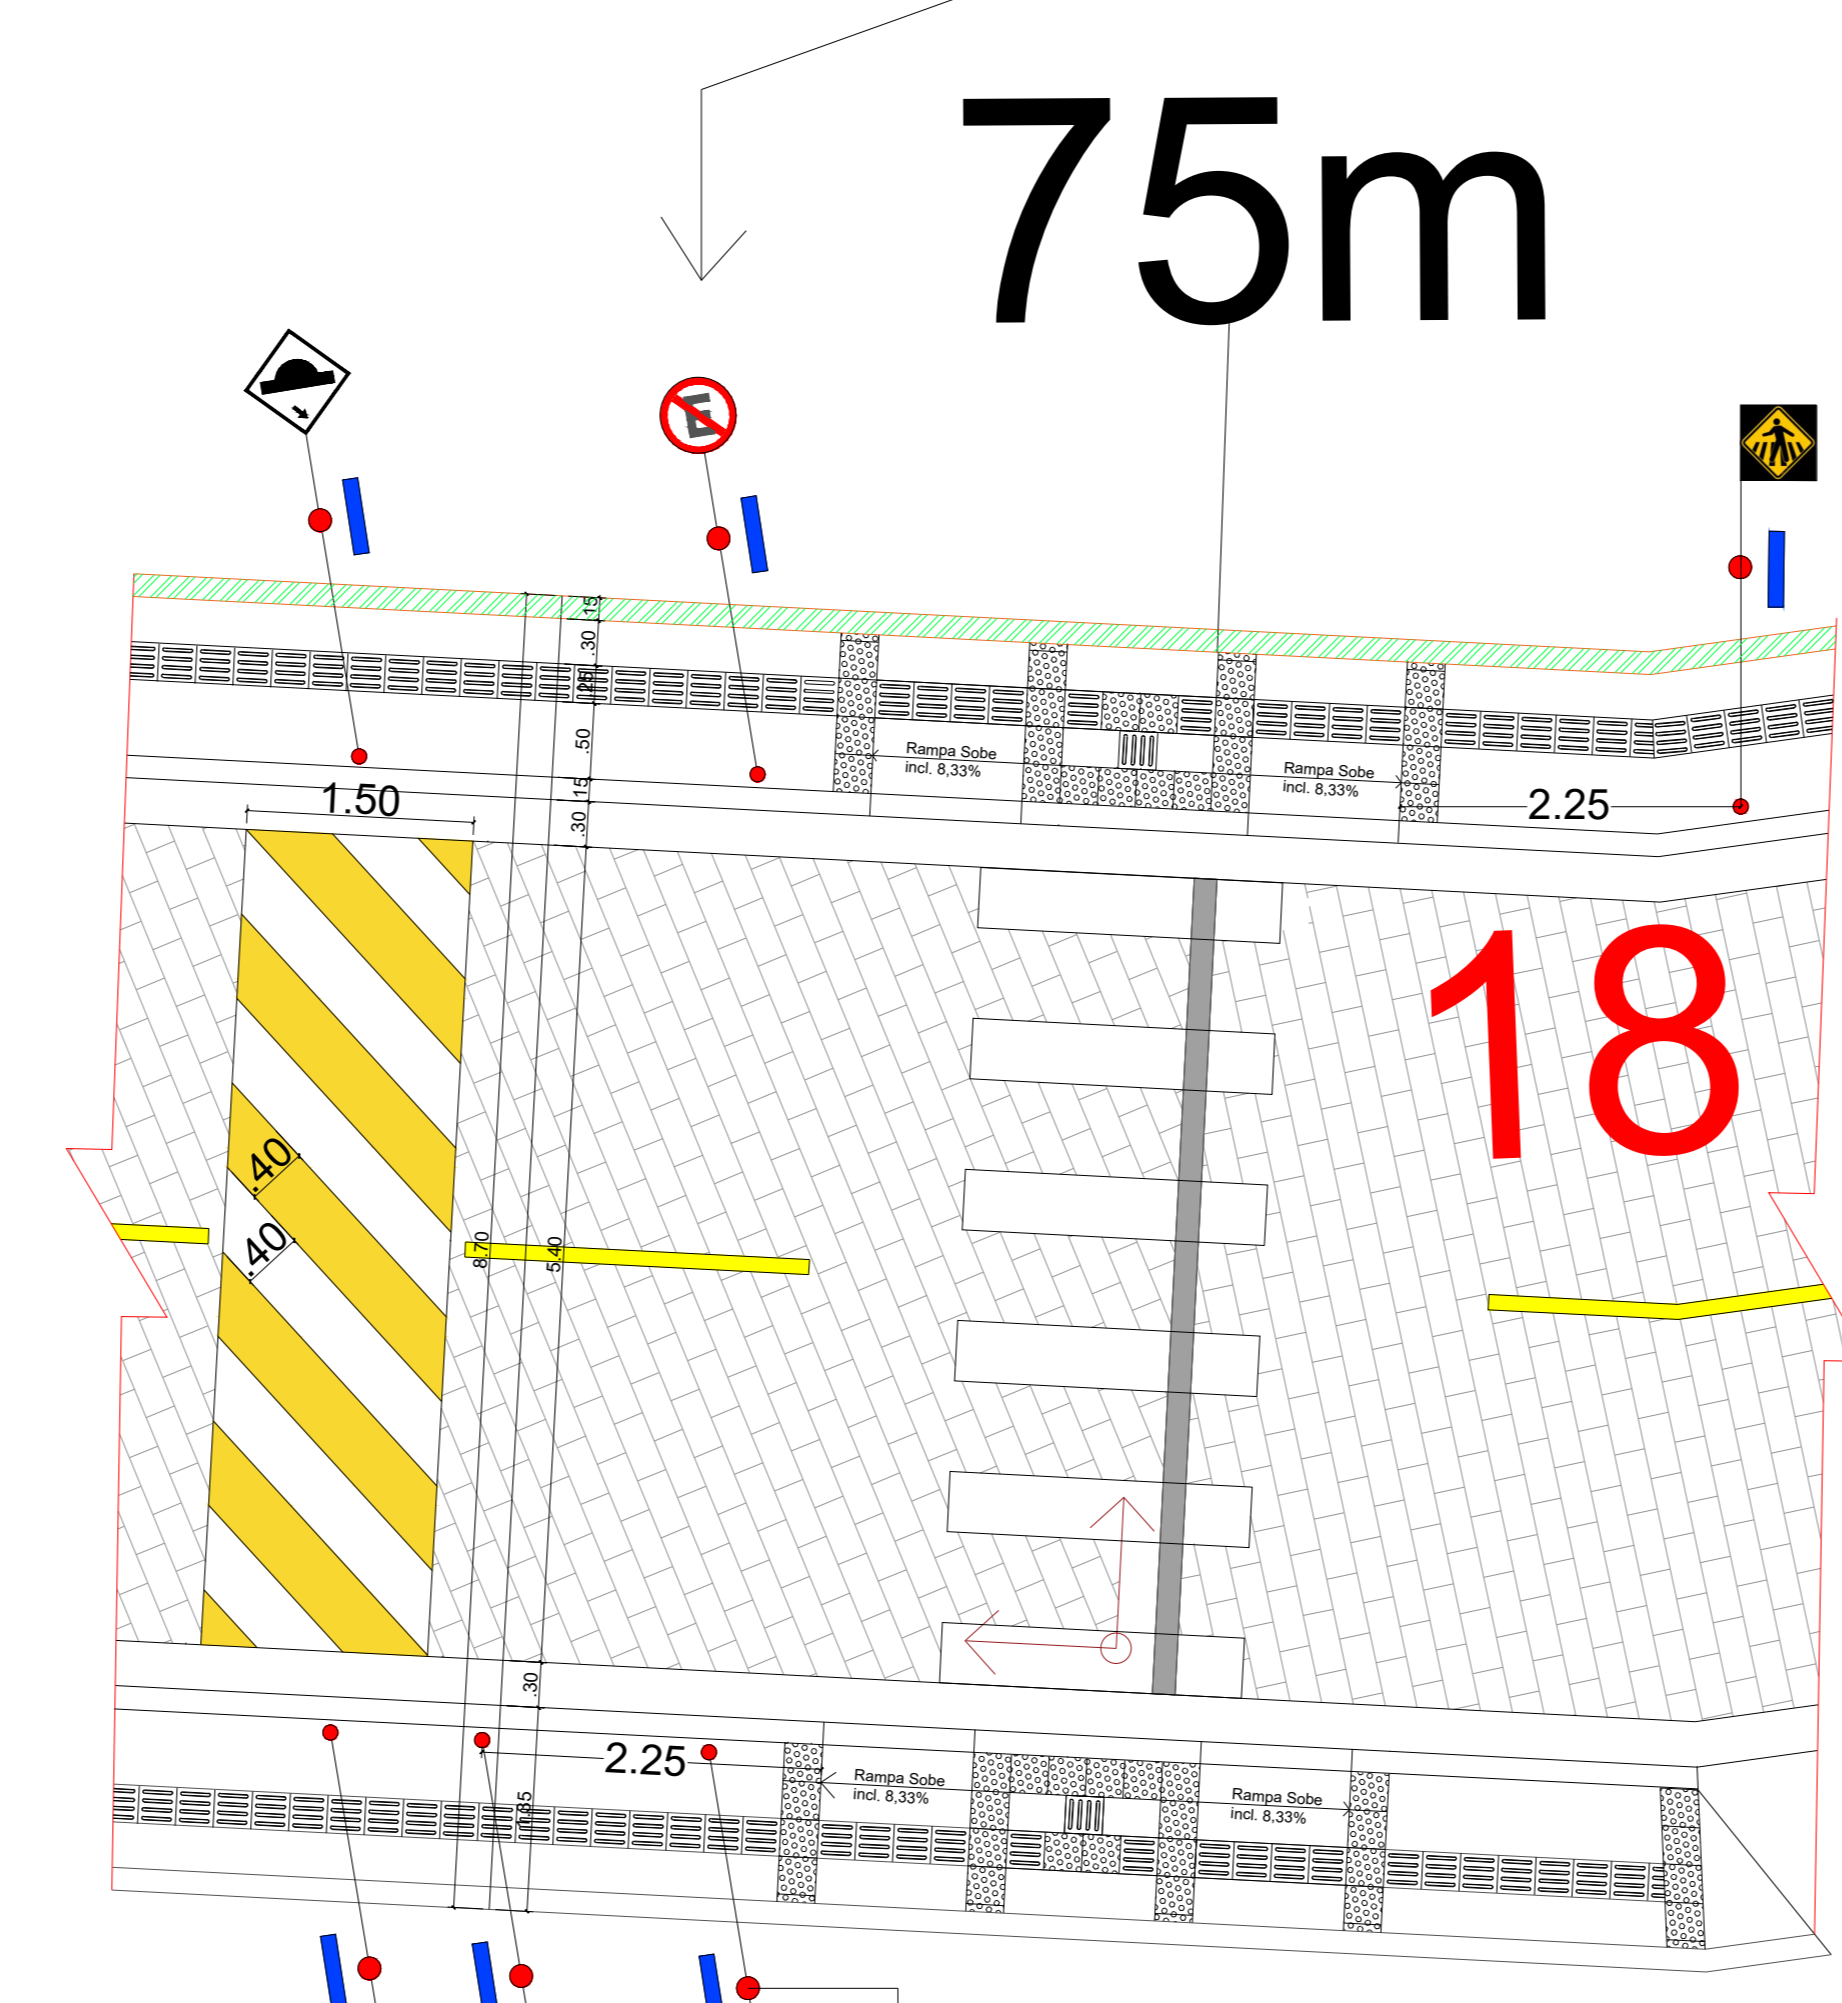 75m
E
.15
.30
.25
.50
.15
.30
Rampa Sobe
incl. 8,33%
Rampa Sobe
incl. 8,33%
2.25
1.50
18
.40
.40
8.70
5.40
.30
2.25
Rampa Sobe
incl. 8,33%
Rampa Sobe
incl. 8,33%